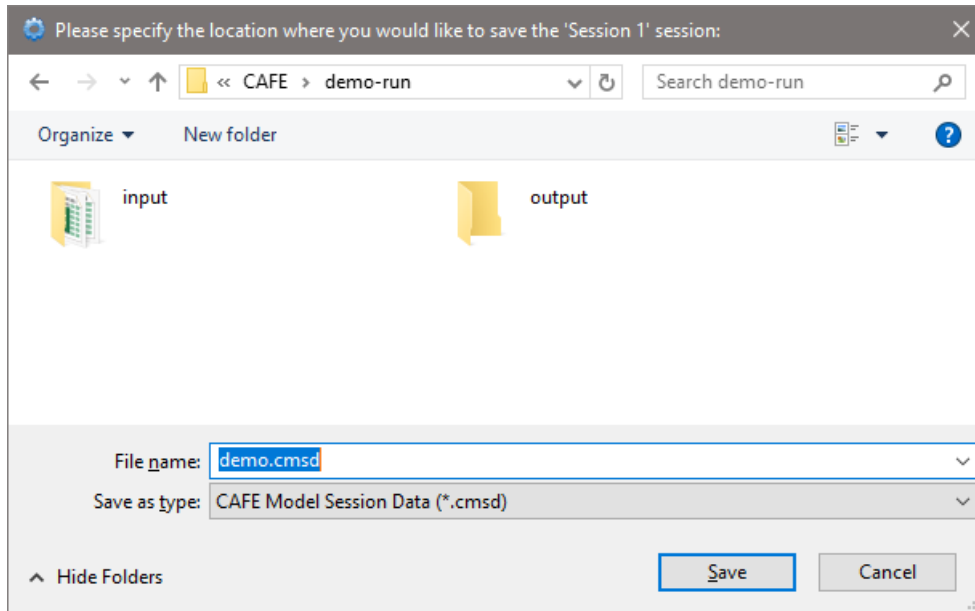 Please specify the location where you would like to save the 'Session 1' session:
« CAFE > demo-run
Search demo-run
Organize
New folder
?
input
output
File name: demo.cmsd
Save as type: CAFE Model Session Data (*.cmsd)
Hide Folders
Save
Cancel